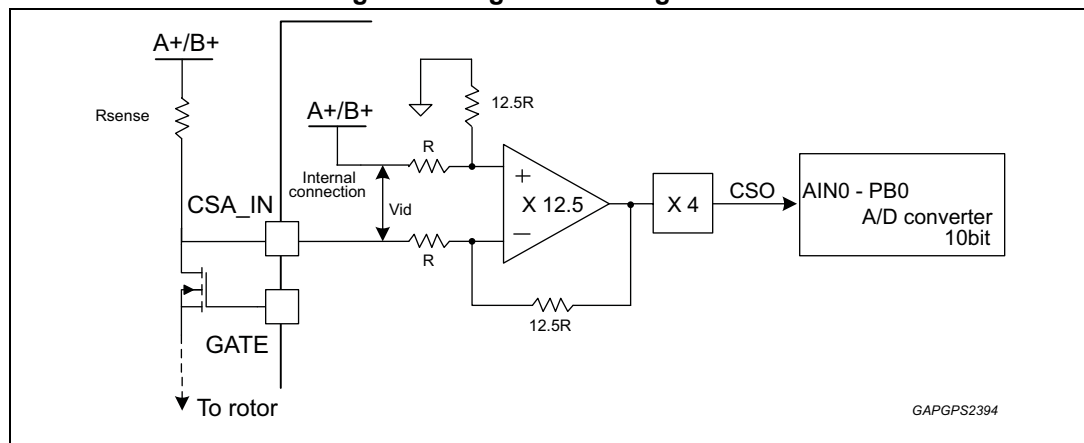 A+/B+
Rsense
A+/B+
12.5R
R
Internal
connection
Vid
CSA_IN
+
X 12.5
−
R
12.5R
X 4
CSO
AIN0 - PB0
A/D converter
10bit
GATE
To rotor
GAPGPS2394